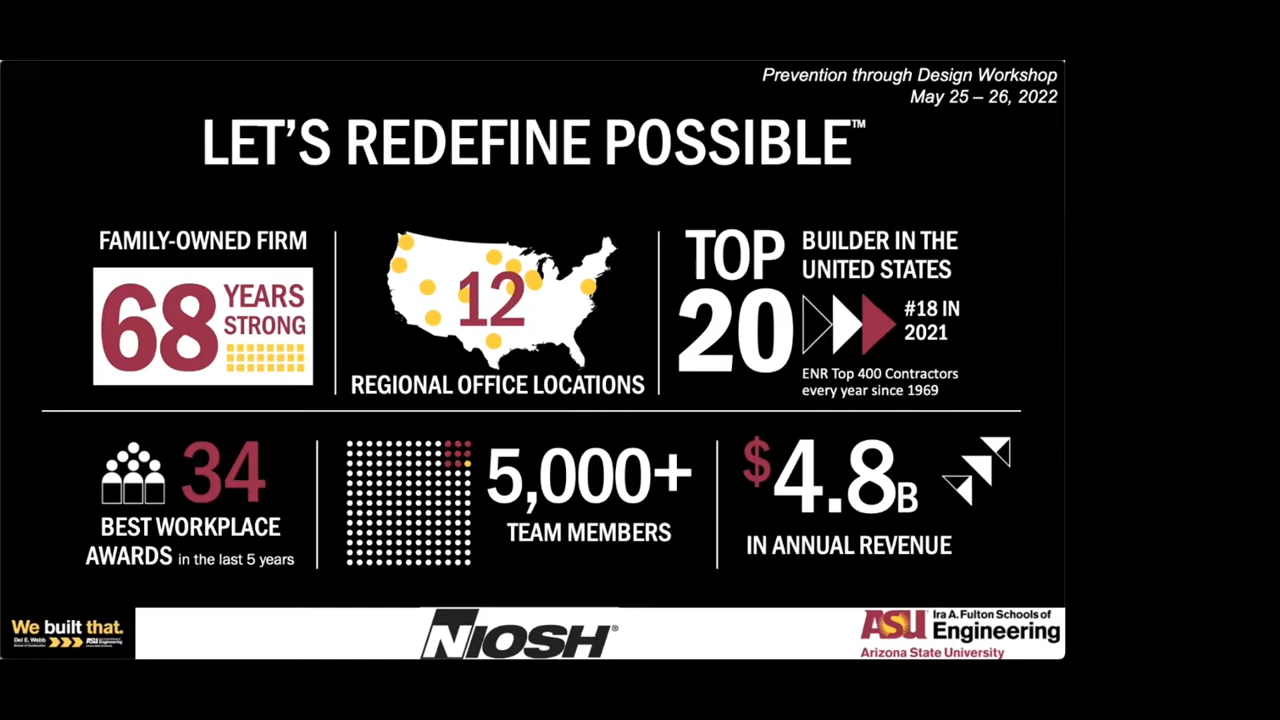 Prevention through Design Workshop
May 25 – 26, 2022
LET'S REDEFINE POSSIBLE™
FAMILY-OWNED FIRM
68 YEARS
STRONG
12
REGIONAL OFFICE LOCATIONS
TOP
20
BUILDER IN THE
UNITED STATES
#18 IN
2021
ENR Top 400 Contractors
every year since 1969
34
BEST WORKPLACE
AWARDS in the last 5 years
5,000+
TEAM MEMBERS
$4.8B
IN ANNUAL REVENUE
We built that.
Del E. Webb
NIOSH®
ASU Ira A. Fulton Schools of
Engineering
Arizona State University